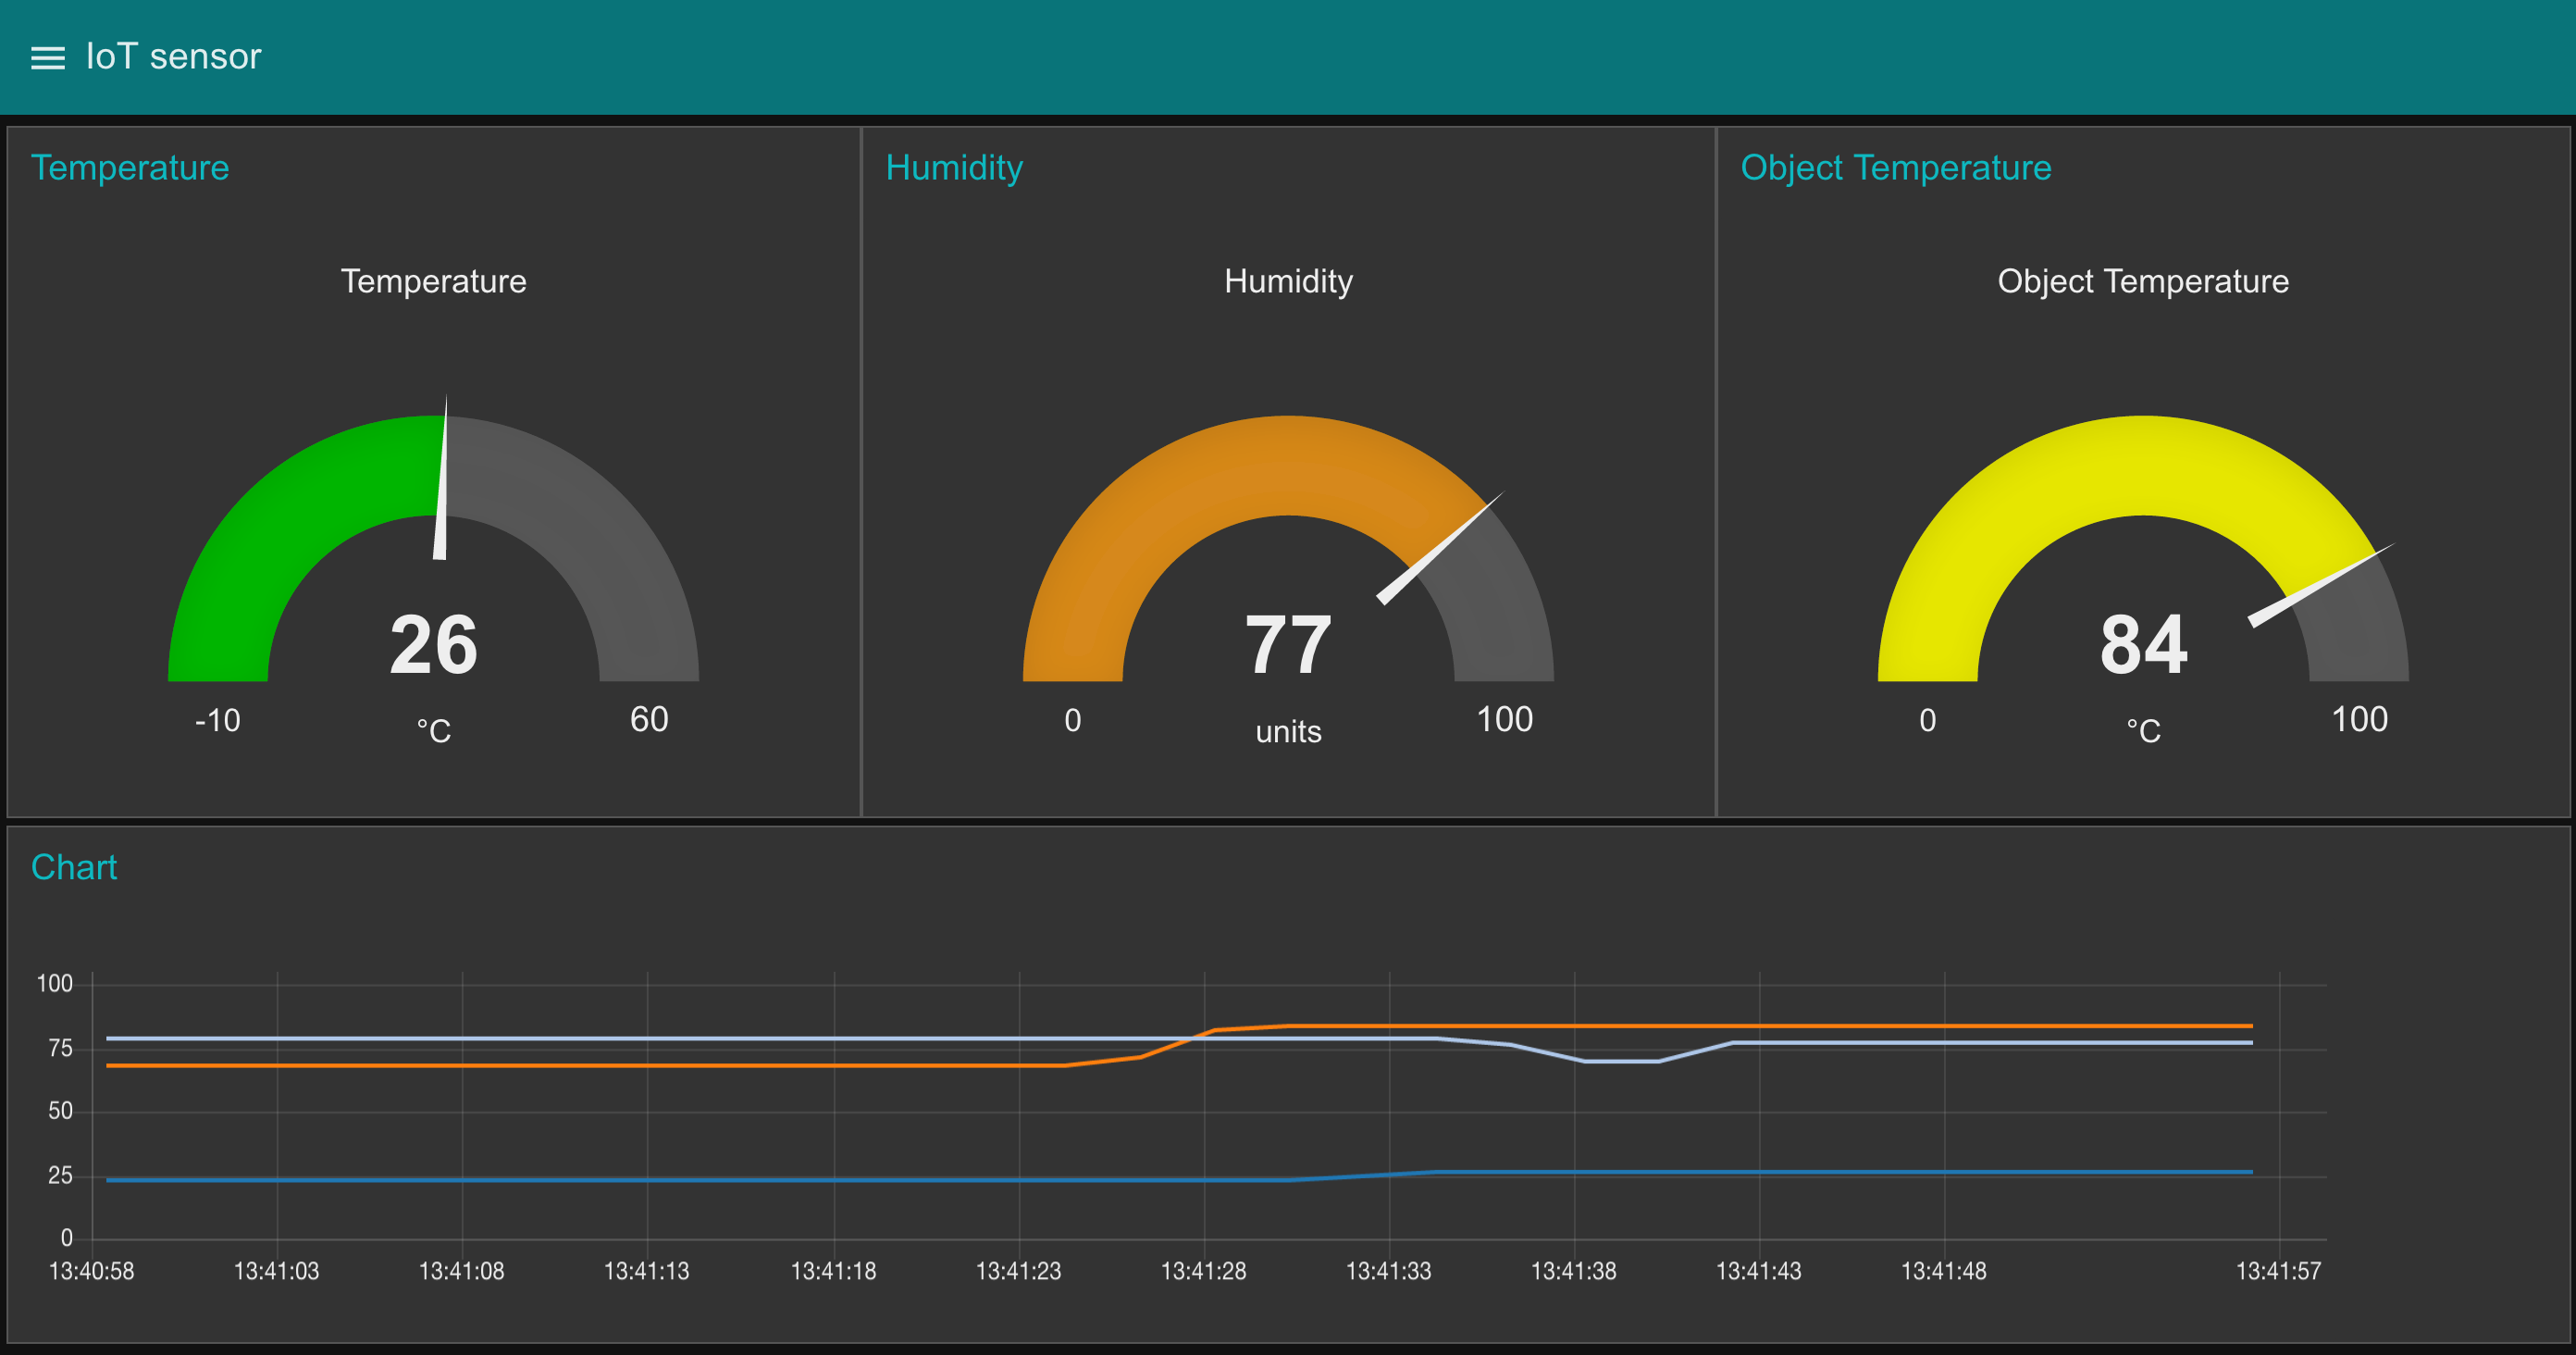 IoT sensor
Temperature
Humidity
Object Temperature
Temperature
Humidity
Object Temperature
26
77
84
-10
°C
60
0
units
100
0
°C
100
Chart
100
75
50
25
0
13:40:58 13:41:03 13:41:08 13:41:13 13:41:18 13:41:23 13:41:28 13:41:33 13:41:38 13:41:43 13:41:48 13:41:57